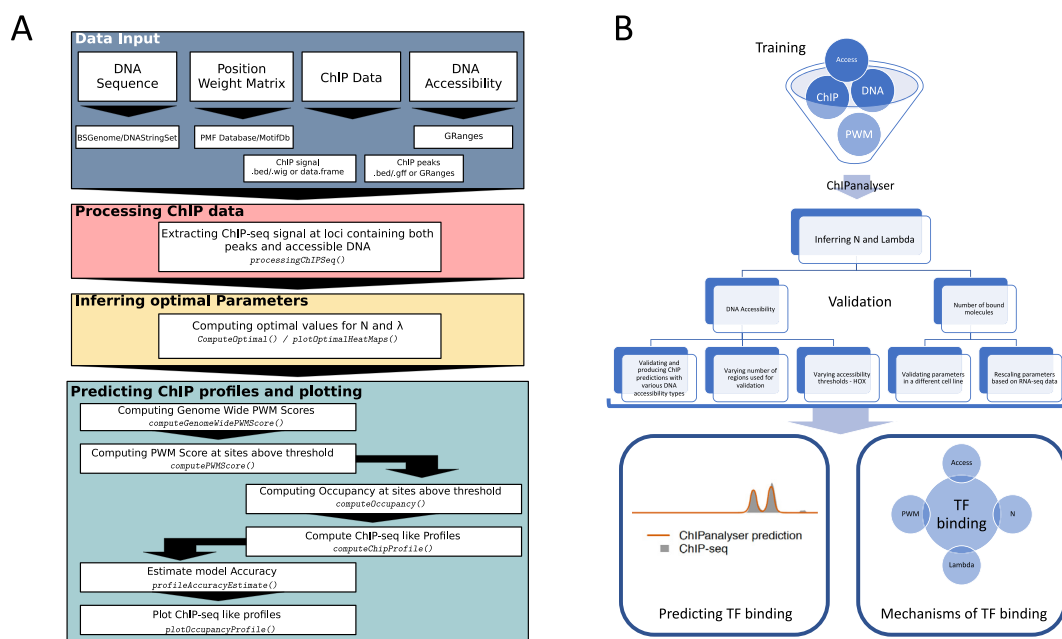 A
Data Input
DNA
Sequence
Position
Weight Matrix
ChIP Data
DNA
Accessibility
BSGenome/DNAStringSet
PMF Database/MotifDb
GRanges
ChIP signal
.bed/.wig or data.frame
ChIP peaks
.bed/.gff or GRanges
Processing ChIP data
Extracting ChIP-seq signal at loci containing both
peaks and accessible DNA
processingChIPSeq()
Inferring optimal Parameters
Computing optimal values for N and λ
ComputeOptimal() / plotOptimalHeatMaps()
Predicting ChIP profiles and plotting
Computing Genome Wide PWM Scores
computeGenomeWidePWMScore()
Computing PWM Score at sites above threshold
computePWMScore()
Computing Occupancy at sites above threshold
computeOccupancy()
Compute ChIP-seq like Profiles
computeChipProfile()
Estimate model Accuracy
profileAccuracyEstimate()
Plot ChIP-seq like profiles
plotOccupancyProfile()
B
Training
Access
ChIP
DNA
PWM
ChIPanalyser
Inferring N and Lambda
Validation
DNA Accessibility
Number of bound
molecules
Validating and
producing ChIP
predictions with
various DNA
accessibility types
Varying number of
regions used for
validation
Varying accessibility
thresholds - HOX
Validating parameters
in a different cell line
Rescaling parameters
based on RNA-seq data
ChIPanalyser prediction
ChIP-seq
Predicting TF binding
Access
PWM
TF
binding
N
Lambda
Mechanisms of TF binding